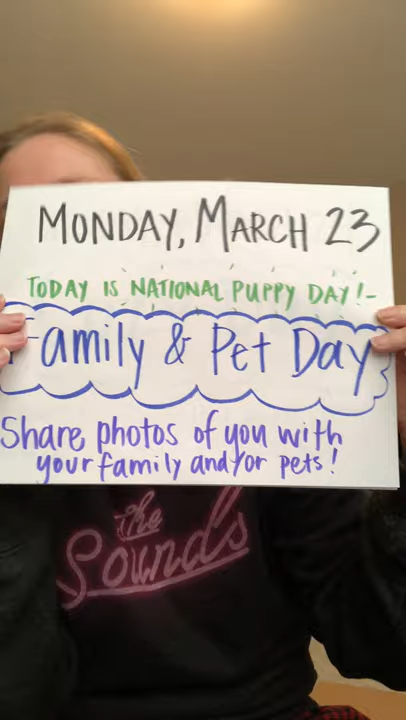 MONDAY, MARCH 23
TODAY IS NATIONAL PUPPY DAY!-
Family & Pet Day
Share photos of you with
your family and/or pets!
the
Sounds